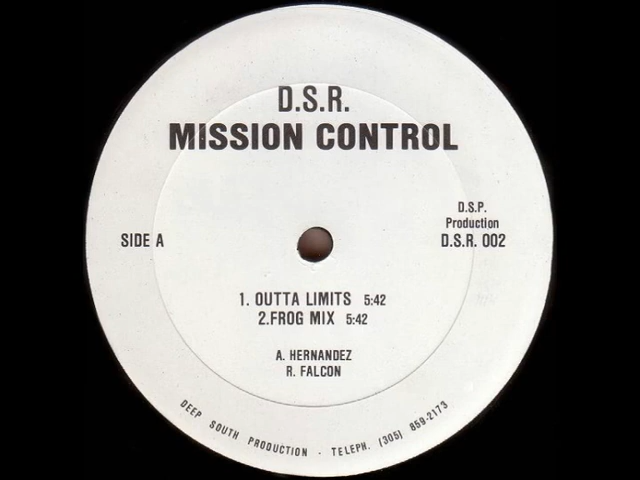 D.S.R.
MISSION CONTROL
D.S.P.
Production
D.S.R. 002
SIDE A
1. OUTTA LIMITS 5:42
2.FROG MIX 5:42
A. HERNANDEZ
R. FALCON
DEEP SOUTH PRODUCTION - TELEPH. (305) 859-2173